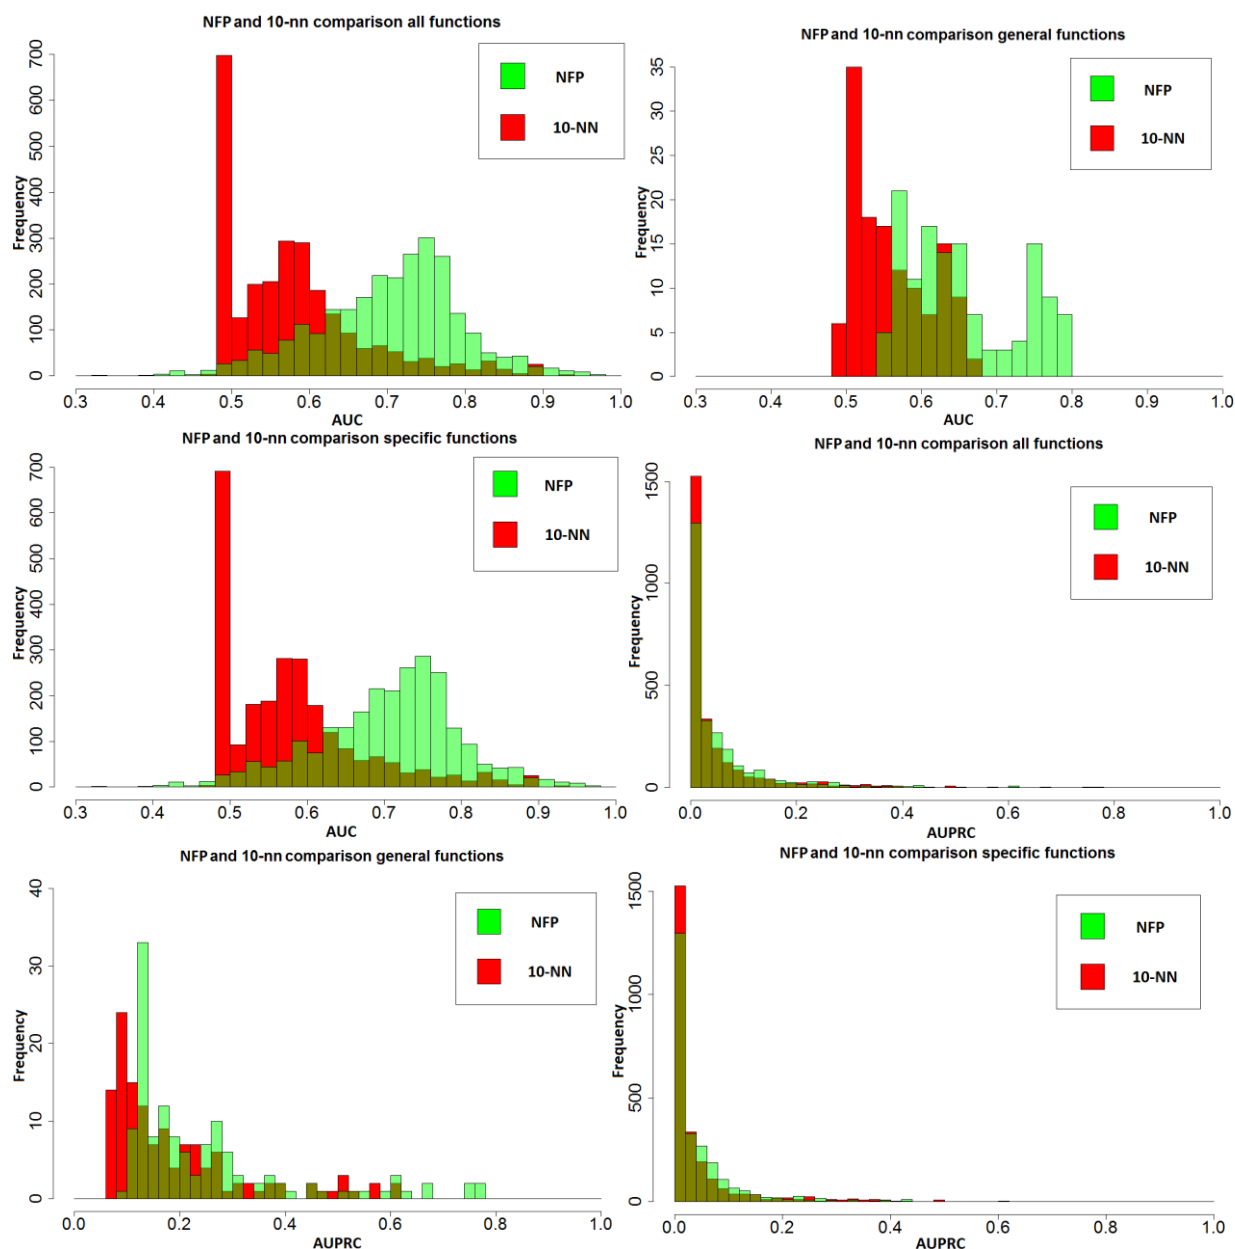 NFP and 10-nn comparison all functions
700
600
500
400
300
200
100
0
Frequency
NFP
10-NN
0.3 0.4 0.5 0.6 0.7 0.8 0.9 1.0
AUC
NFP and 10-nn comparison general functions
35
30
25
20
15
10
5
0
Frequency
NFP
10-NN
0.3 0.4 0.5 0.6 0.7 0.8 0.9 1.0
AUC
NFP and 10-nn comparison specific functions
700
600
500
400
300
200
100
0
Frequency
NFP
10-NN
0.3 0.4 0.5 0.6 0.7 0.8 0.9 1.0
AUC
NFP and 10-nn comparison all functions
1500
1000
500
0
Frequency
NFP
10-NN
0.0 0.2 0.4 0.6 0.8 1.0
AUPRC
NFP and 10-nn comparison general functions
40
30
20
10
0
Frequency
NFP
10-NN
0.0 0.2 0.4 0.6 0.8 1.0
AUPRC
NFP and 10-nn comparison specific functions
1500
1000
500
0
Frequency
NFP
10-NN
0.0 0.2 0.4 0.6 0.8 1.0
AUPRC